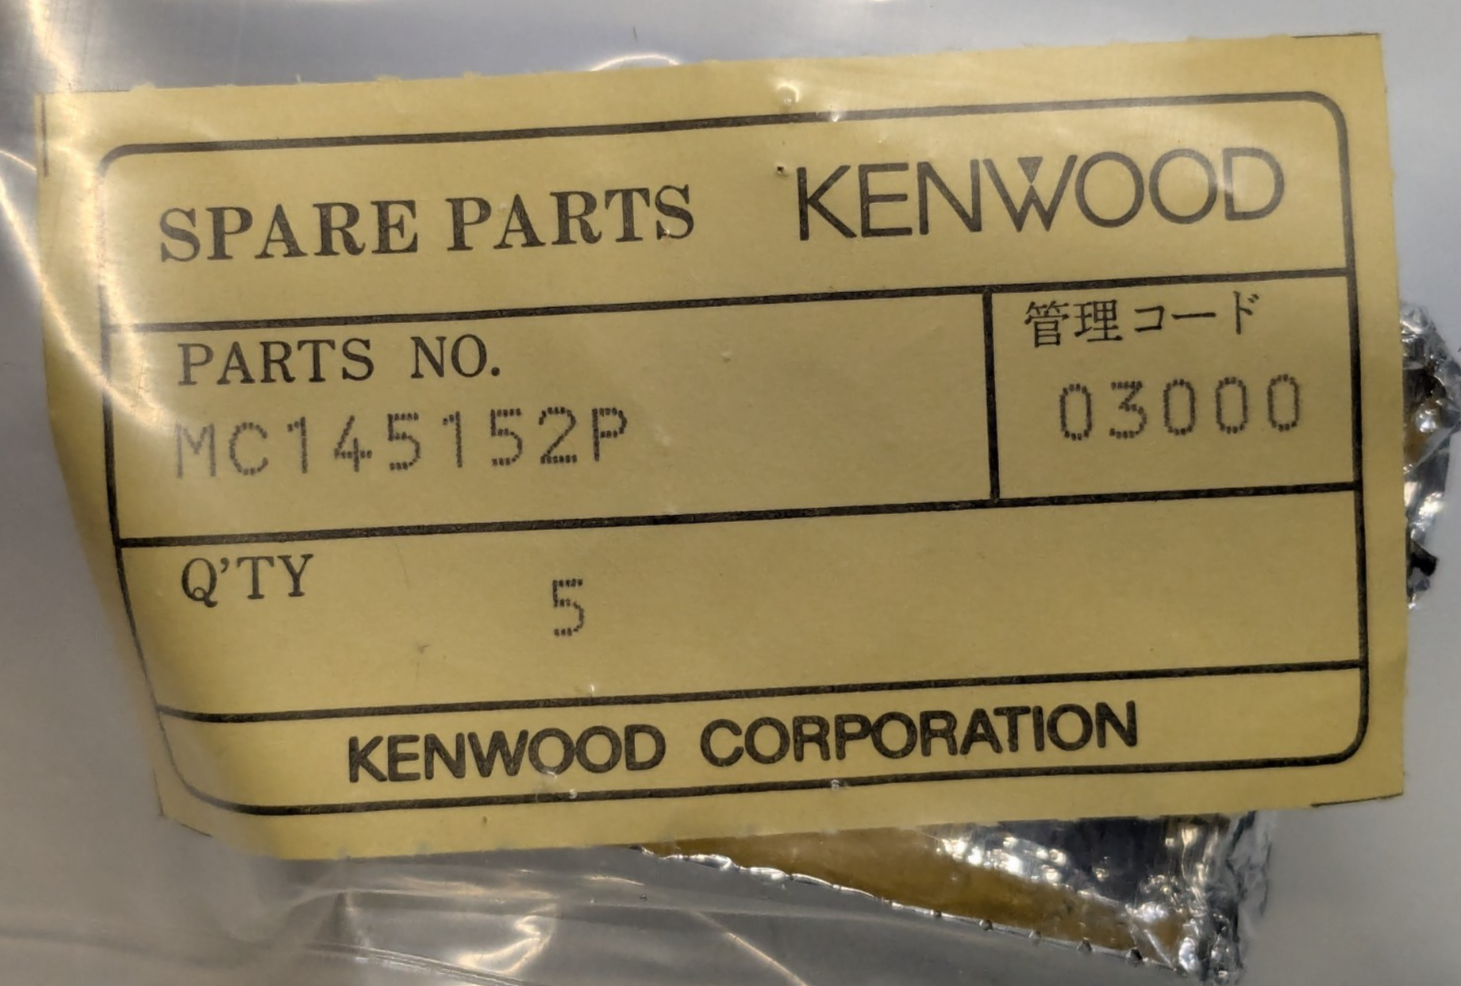 SPARE PARTS KENWOOD
PARTS NO.
管理コード
MC145152P
03000
Q'TY 5
KENWOOD CORPORATION